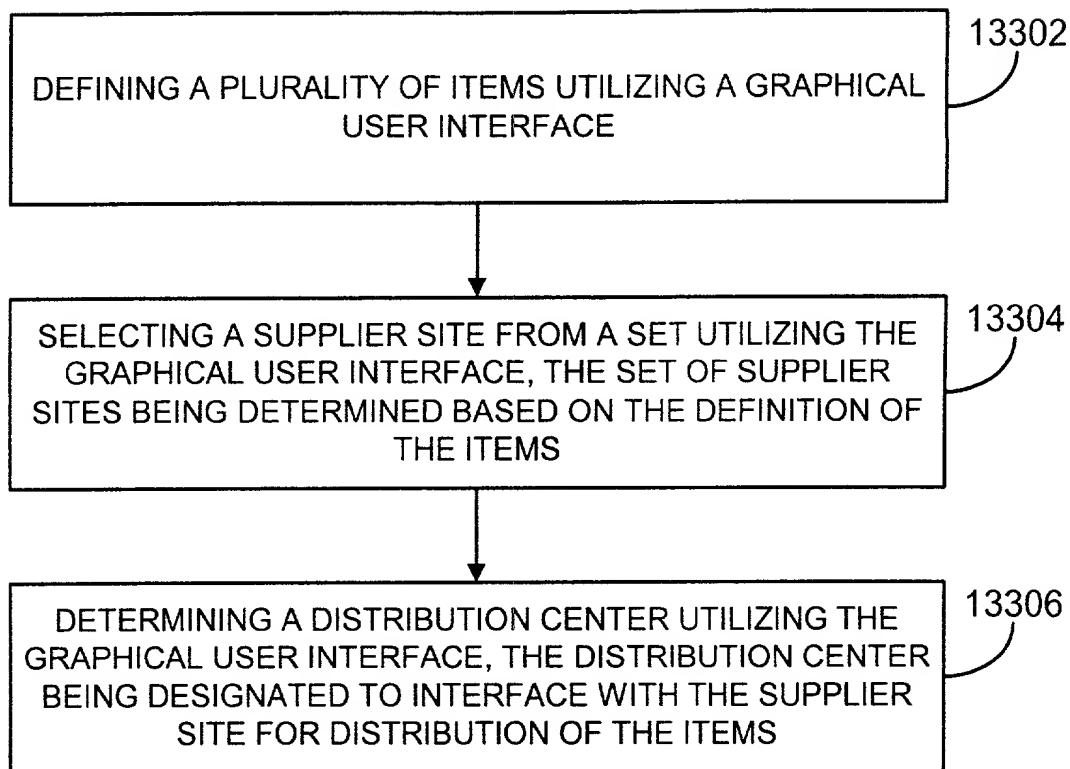 13302
DEFINING A PLURALITY OF ITEMS UTILIZING A GRAPHICAL
USER INTERFACE
13304
SELECTING A SUPPLIER SITE FROM A SET UTILIZING THE
GRAPHICAL USER INTERFACE, THE SET OF SUPPLIER
SITES BEING DETERMINED BASED ON THE DEFINITION OF
THE ITEMS
13306
DETERMINING A DISTRIBUTION CENTER UTILIZING THE
GRAPHICAL USER INTERFACE, THE DISTRIBUTION CENTER
BEING DESIGNATED TO INTERFACE WITH THE SUPPLIER
SITE FOR DISTRIBUTION OF THE ITEMS